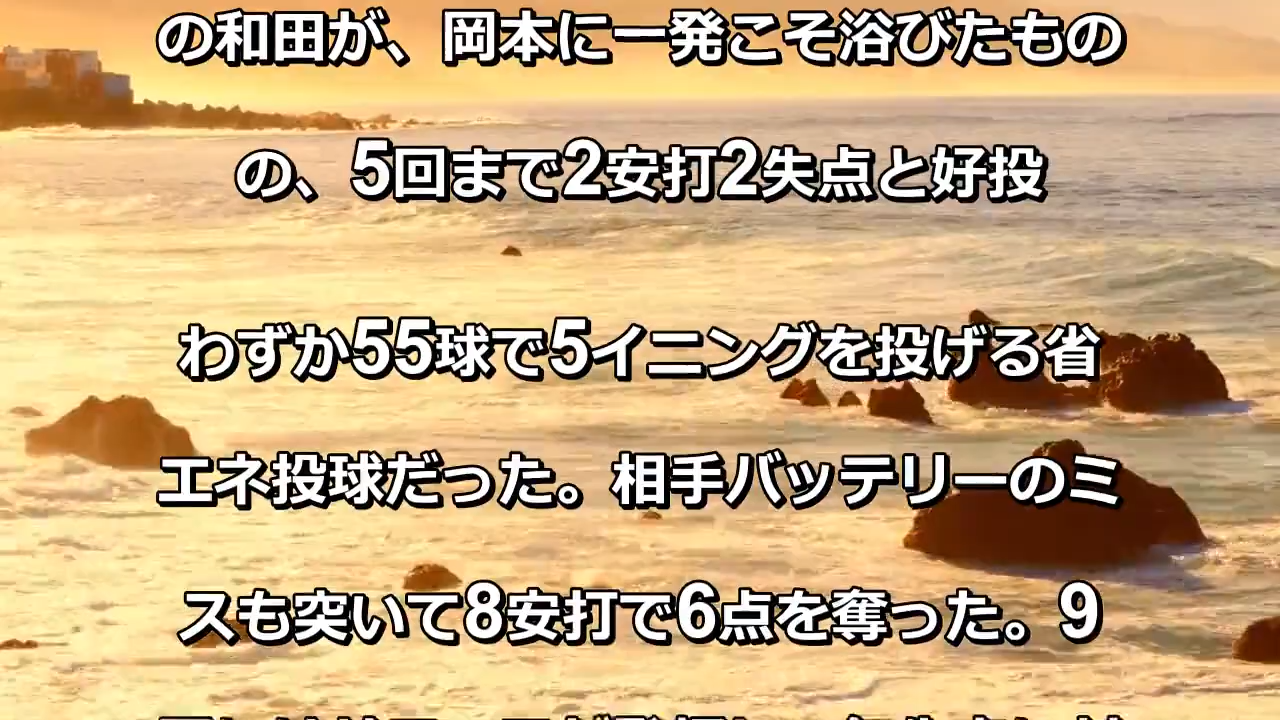 の和田が、岡本に一発こそ浴びたもの
の、5回まで2安打2失点と好投
わずか55球で5イニングを投げる省
エネ投球だった。相手バッテリーのミ
スも突いて8安打で6点を奪った。9